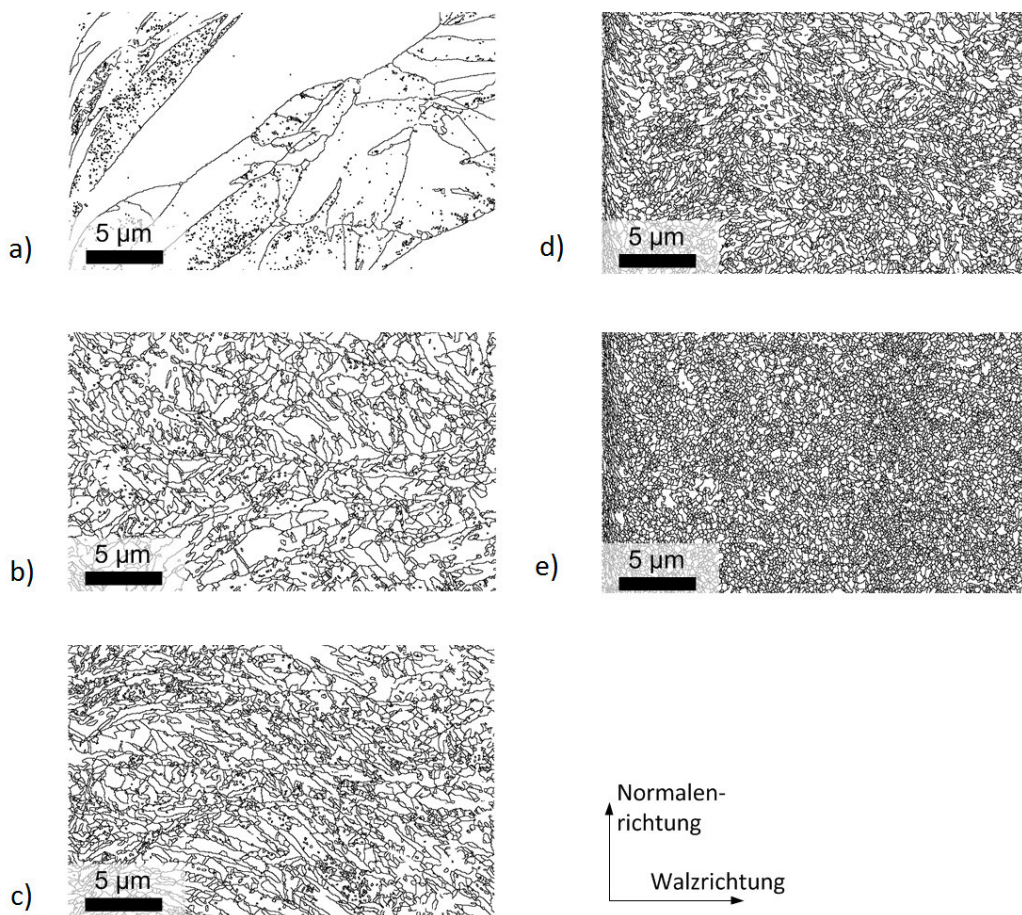 a)
5 µm
b)
5 µm
c)
5 µm
d)
5 µm
e)
5 µm
Normalen-
richtung
Walzrichtung